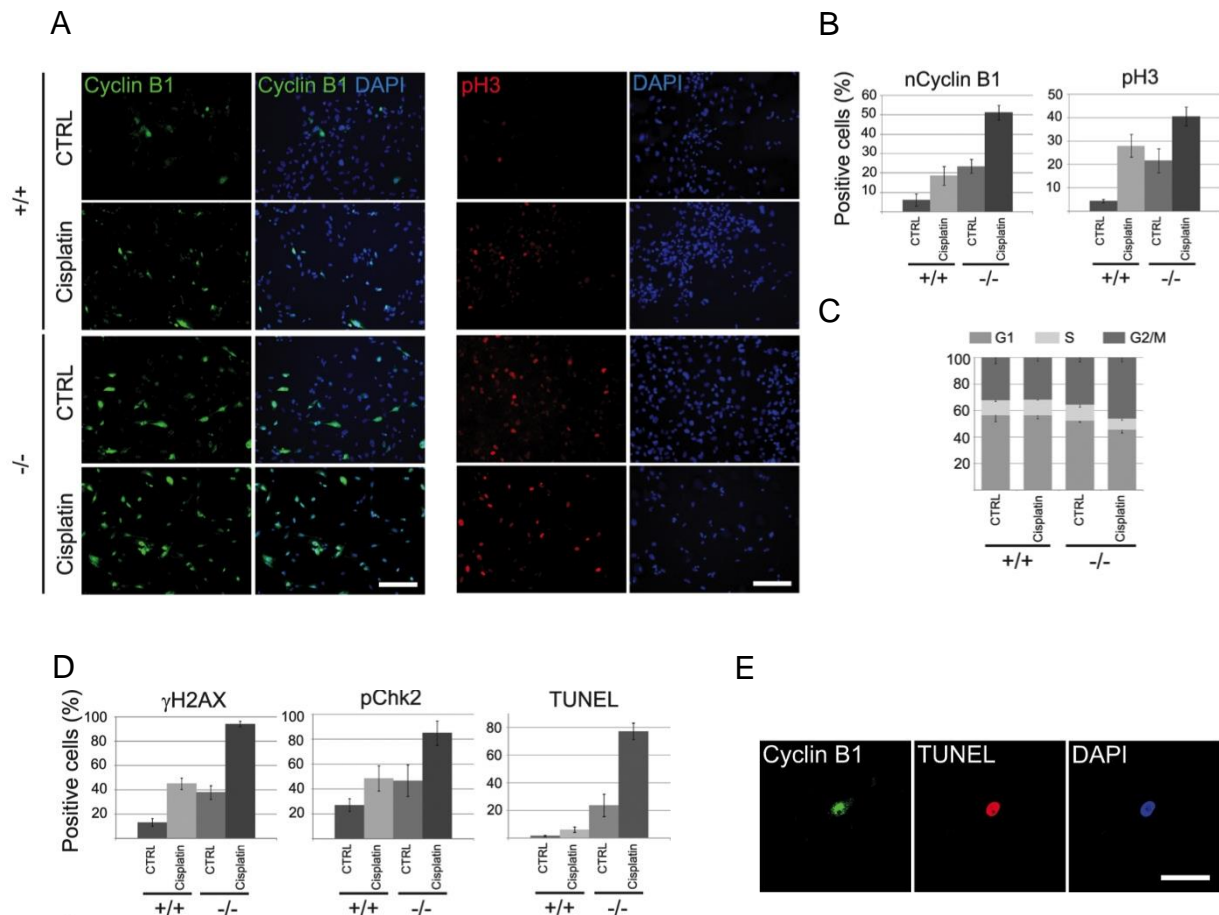 A
Cyclin B1
Cyclin B1 DAPI
pH3
DAPI
+/+
CTRL
Cisplatin
-/-
CTRL
Cisplatin
B
nCyclin B1
pH3
Positive cells (%)
60
50
40
30
20
10
50
40
30
20
10
CTRL
Cisplatin
CTRL
Cisplatin
+/+
-/-
CTRL
Cisplatin
CTRL
Cisplatin
+/+
-/-
C
G1
S
G2/M
100
80
60
40
20
CTRL
Cisplatin
CTRL
Cisplatin
+/+
-/-
D
γH2AX
pChk2
TUNEL
Positive cells (%)
100
80
60
40
20
100
80
60
40
20
80
60
40
20
CTRL
Cisplatin
CTRL
Cisplatin
+/+
-/-
CTRL
Cisplatin
CTRL
Cisplatin
+/+
-/-
CTRL
Cisplatin
CTRL
Cisplatin
+/+
-/-
E
Cyclin B1
TUNEL
DAPI